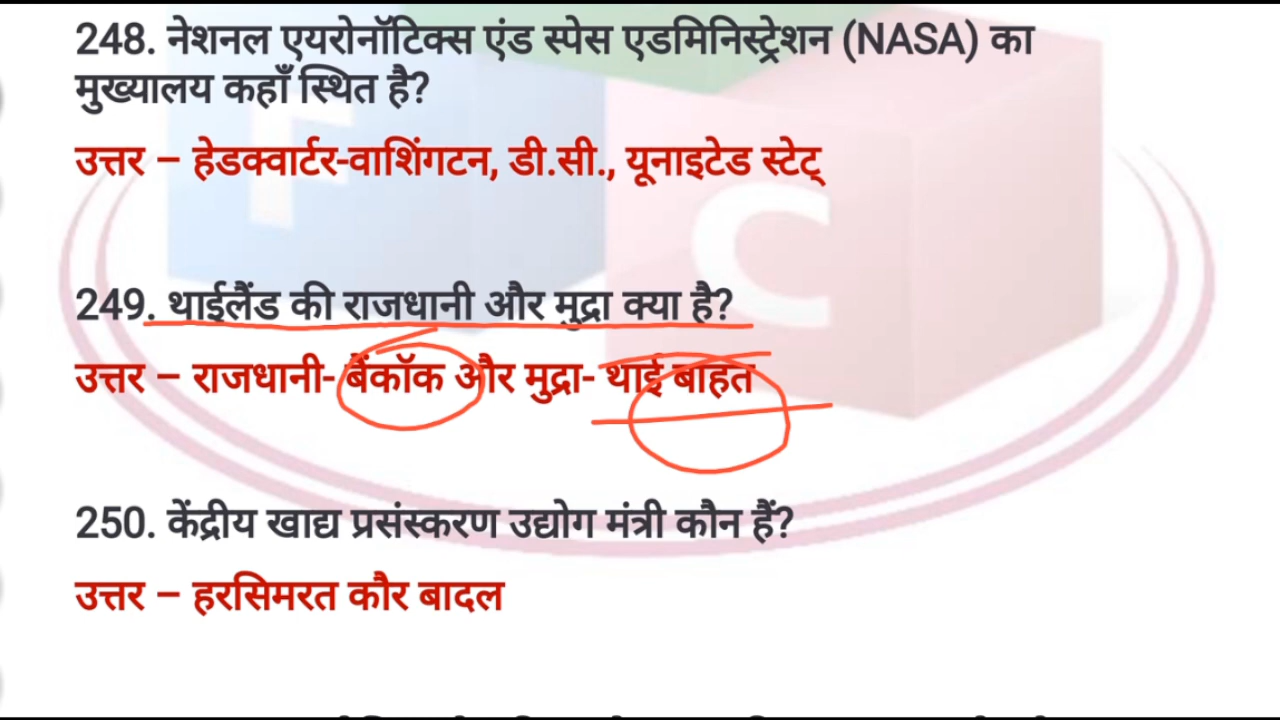 248. नेशनल एयरोनॉटिक्स एंड स्पेस एडमिनिस्ट्रेशन (NASA) का
मुख्यालय कहाँ स्थित है?
उत्तर – हेडक्वार्टर-वाशिंगटन, डी.सी., यूनाइटेड स्टेट्
249. थाईलैंड की राजधानी और मुद्रा क्या है?
उत्तर – राजधानी- बैंकॉक और मुद्रा- थाई बाहत
250. केंद्रीय खाद्य प्रसंस्करण उद्योग मंत्री कौन हैं?
उत्तर – हरसिमरत कौर बादल